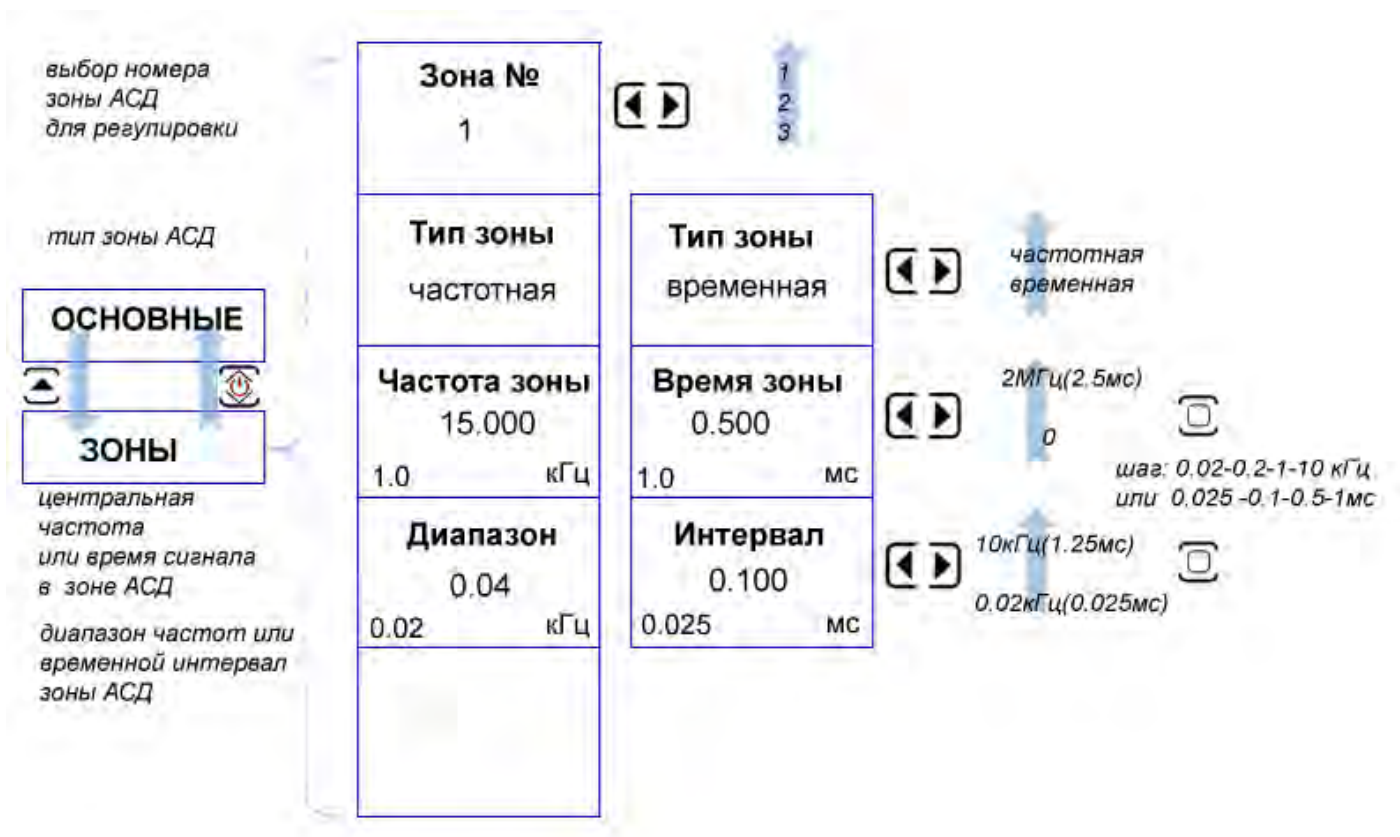 выбор номера
зоны АСД
для регулировки
Зона №
1
1
2
3
тип зоны АСД
Тип зоны
частотная
Тип зоны
временная
частотная
временная
ОСНОВНЫЕ
ЗОНЫ
Частота зоны
15.000
1.0 кГц
Время зоны
0.500
1.0 мс
2МГц(2.5мс)
0
шаг: 0.02-0.2-1-10 кГц
или 0.025 -0.1-0.5-1мс
центральная
частота
или время сигнала
в зоне АСД
Диапазон
0.04
0.02 кГц
Интервал
0.100
0.025 мс
10кГц(1.25мс)
0.02кГц(0.025мс)
диапазон частот или
временной интервал
зоны АСД